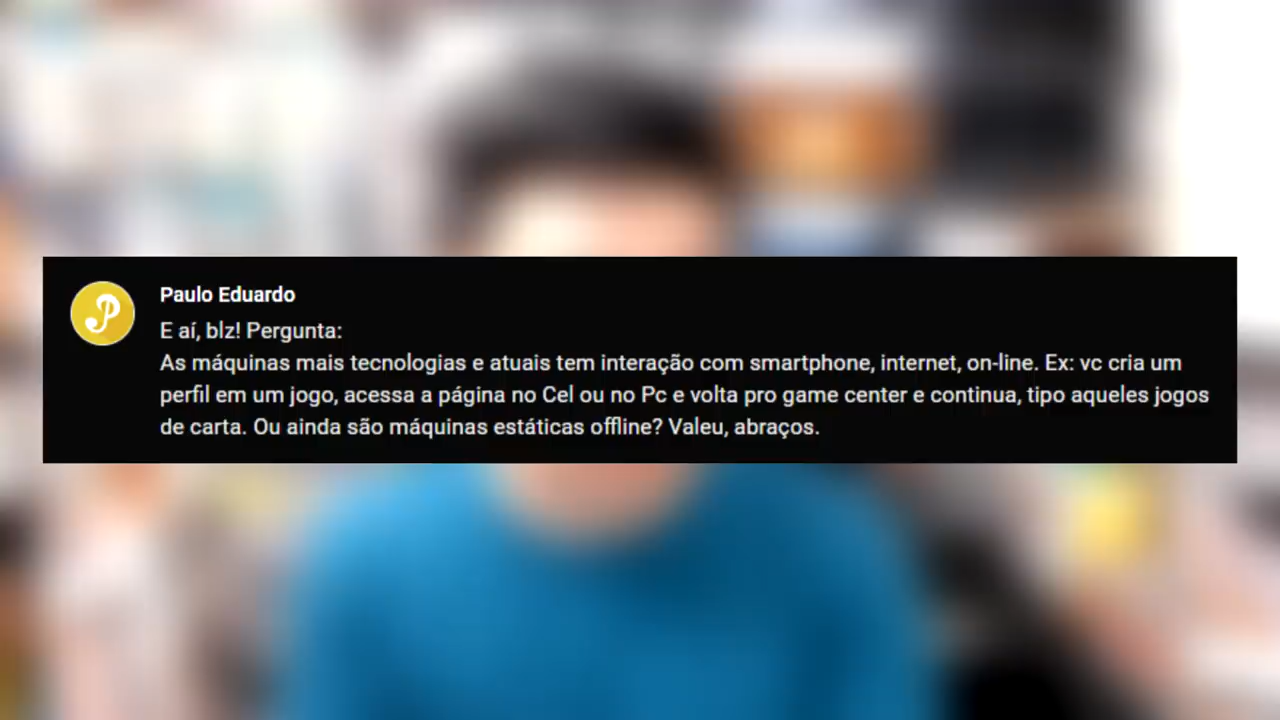 Paulo Eduardo
E aí, blz! Pergunta:
As máquinas mais tecnologias e atuais tem interação com smartphone, internet, on-line. Ex: vc cria um
perfil em um jogo, acessa a página no Cel ou no Pc e volta pro game center e continua, tipo aqueles jogos
de carta. Ou ainda são máquinas estáticas offline? Valeu, abraços.